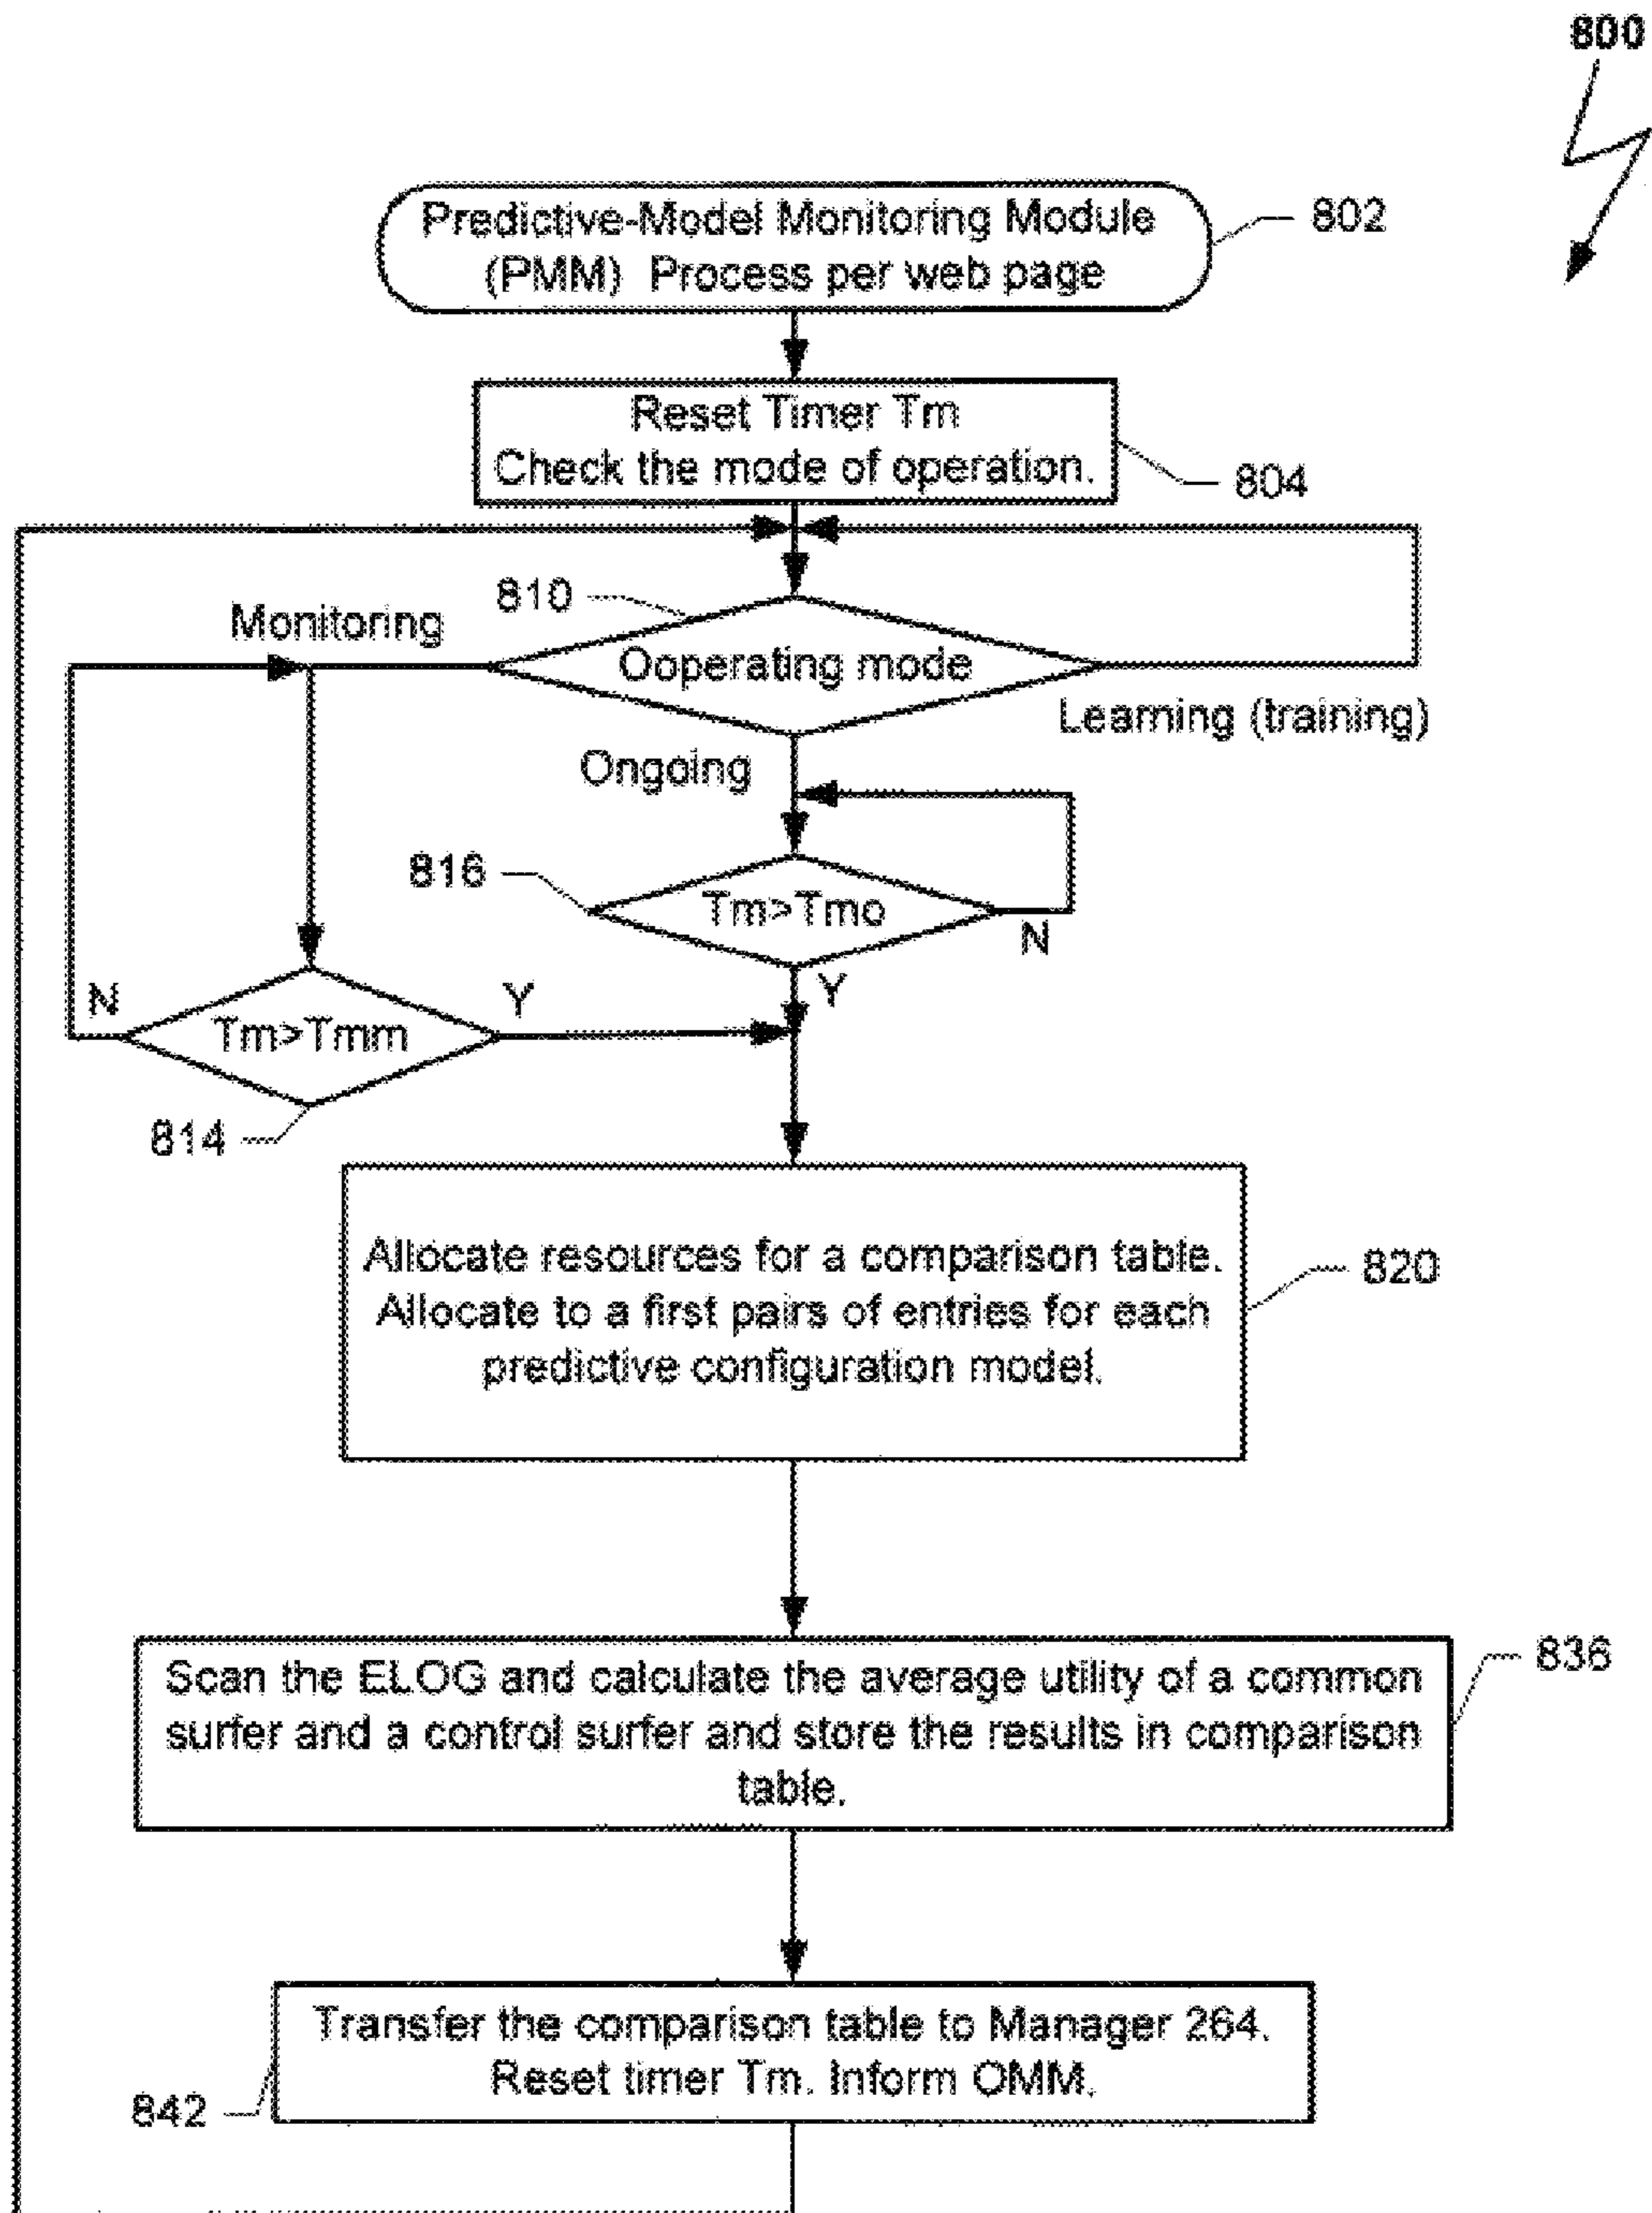 800
Predictive-Model Monitoring Module
(PMM) Process per web page
802
Reset Timer Tm
Check the mode of operation.
804
810
Monitoring
Ooperating mode
Learning (training)
Ongoing
816
Tm>Tmo
N
Y
N
Tm>Tmm
Y
814
Allocate resources for a comparison table.
Allocate to a first pairs of entries for each
predictive configuration model.
820
Scan the ELOG and calculate the average utility of a common
surfer and a control surfer and store the results in comparison
table.
836
Transfer the comparison table to Manager 264.
Reset timer Tm. Inform OMM.
842